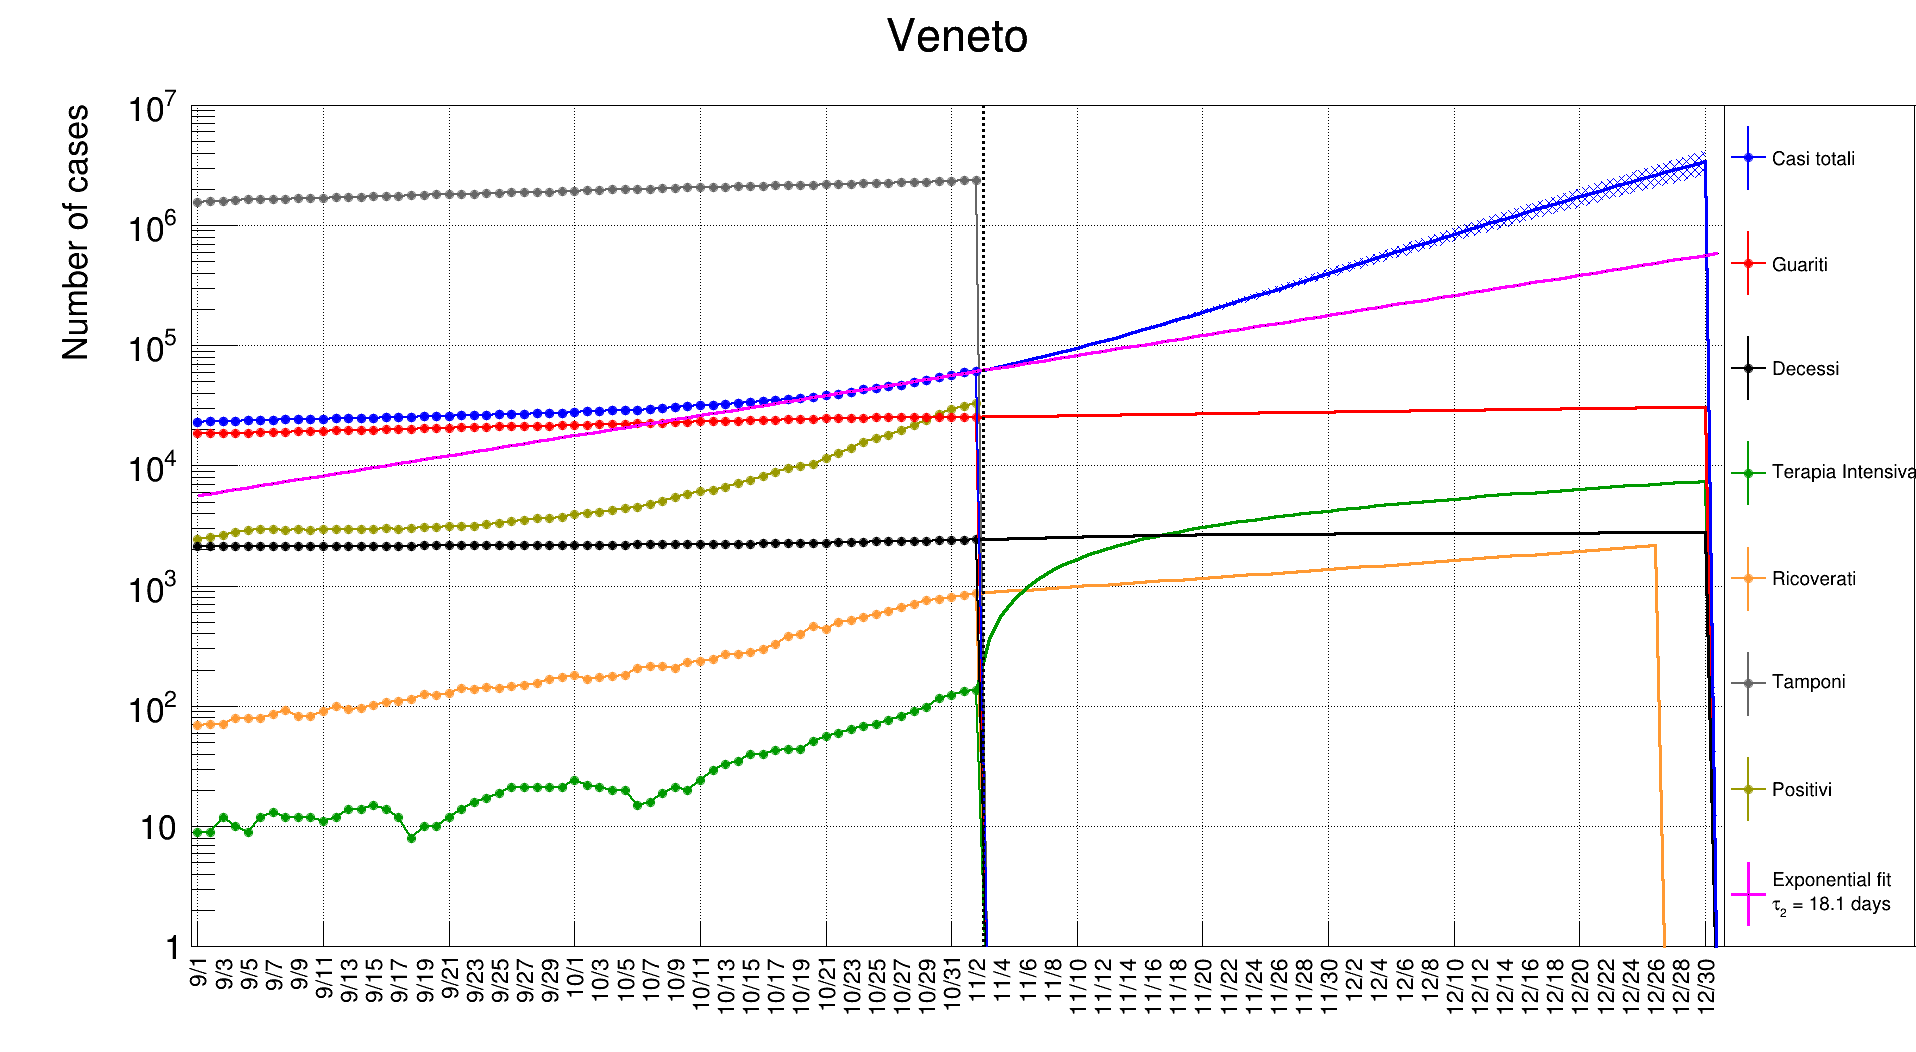 Veneto
Number of cases
10^7
10^6
10^5
10^4
10^3
10^2
10
1
9/1 9/3 9/5 9/7 9/9 9/11 9/13 9/15 9/17 9/19 9/21 9/23 9/25 9/27 9/29 10/1 10/3 10/5 10/7 10/9 10/11 10/13 10/15 10/17 10/19 10/21 10/23 10/25 10/27 10/29 10/31 11/2 11/4 11/6 11/8 11/10 11/12 11/14 11/16 11/18 11/20 11/22 11/24 11/26 11/28 11/30 12/2 12/4 12/6 12/8 12/10 12/12 12/14 12/16 12/18 12/20 12/22 12/24 12/26 12/28 12/30
Casi totali
Guariti
Decessi
Terapia Intensiva
Ricoverati
Tamponi
Positivi
Exponential fit
τ_2 = 18.1 days